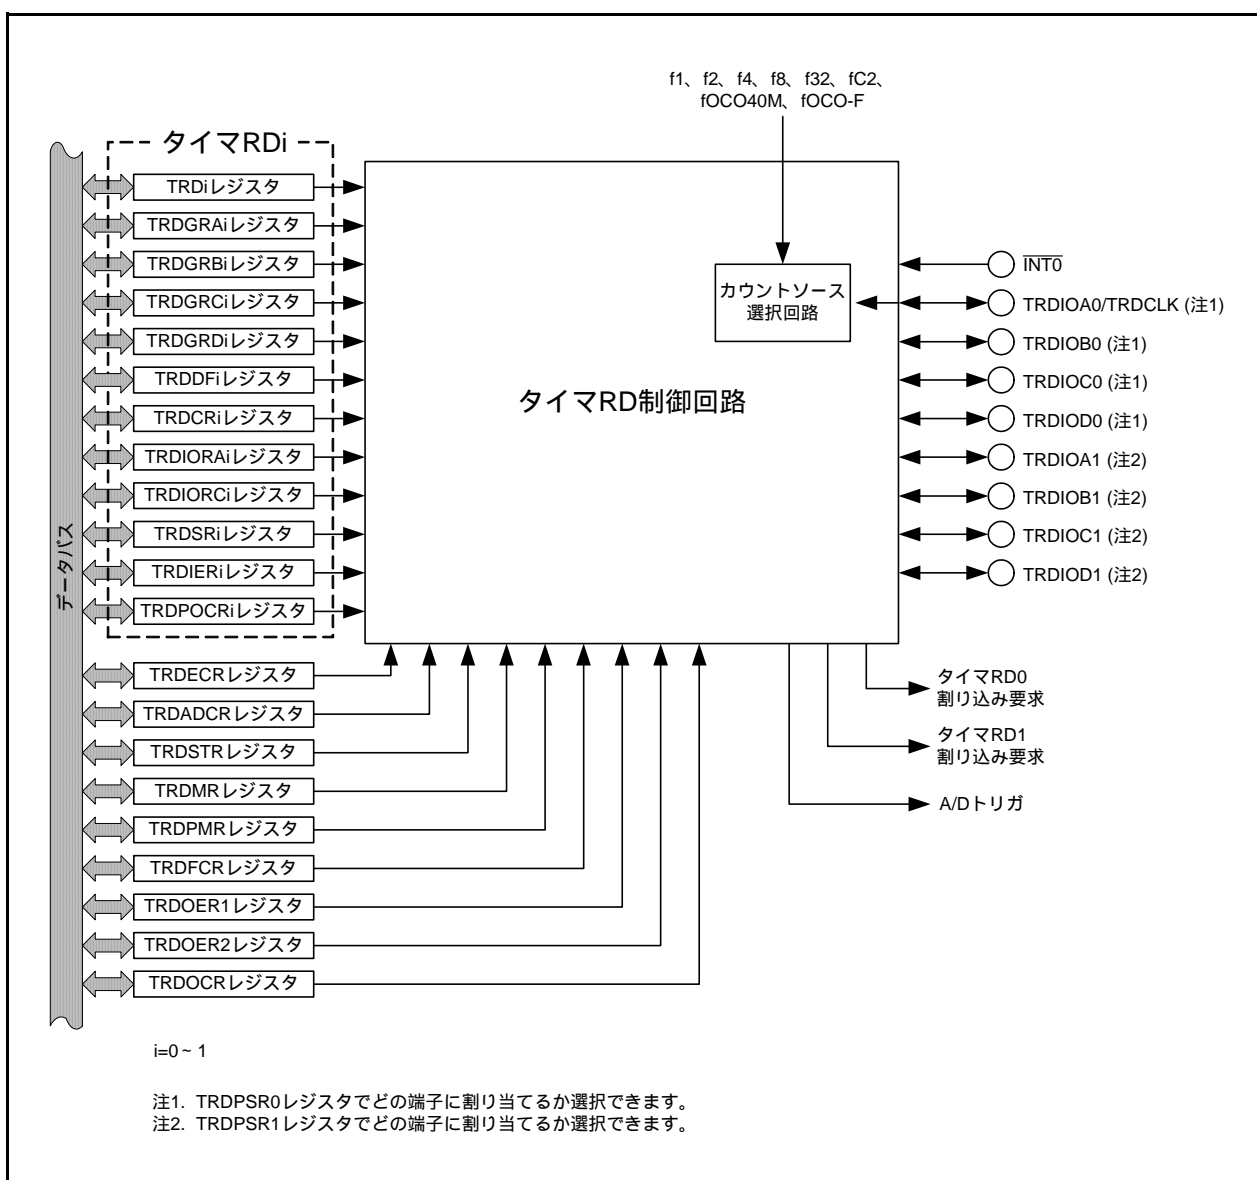 f1、f2、f4、f8、f32、fC2、
fOCO40M、fOCO-F
タイマRDi
TRDiレジスタ
TRDGRAiレジスタ
TRDGRBiレジスタ
TRDGRCiレジスタ
TRDGRDiレジスタ
TRDDFiレジスタ
TRDCRiレジスタ
TRDIORAiレジスタ
TRDIORCiレジスタ
TRDSRiレジスタ
TRDIERiレジスタ
TRDPOCRiレジスタ
データバス
カウントソース
選択回路
タイマRD制御回路
INT0
TRDIOA0/TRDCLK (注1)
TRDIOB0 (注1)
TRDIOC0 (注1)
TRDIOD0 (注1)
TRDIOA1 (注2)
TRDIOB1 (注2)
TRDIOC1 (注2)
TRDIOD1 (注2)
TRDECRレジスタ
TRDADCRレジスタ
TRDSTRレジスタ
TRDMRレジスタ
TRDPMRレジスタ
TRDFCRレジスタ
TRDOER1レジスタ
TRDOER2レジスタ
TRDOCRレジスタ
タイマRD0
割り込み要求
タイマRD1
割り込み要求
A/Dトリガ
i=0~1
注1. TRDPSR0レジスタでどの端子に割り当てるか選択できます。
注2. TRDPSR1レジスタでどの端子に割り当てるか選択できます。